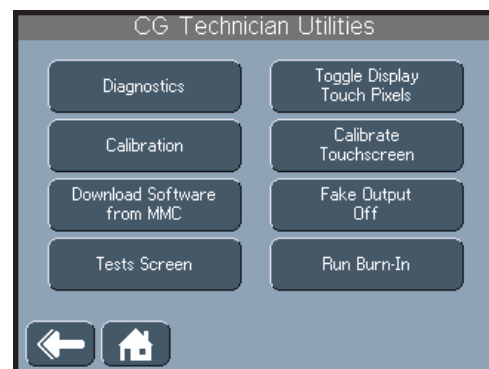 CG Technician Utilities
Diagnostics
Toggle Display
Touch Pixels
Calibration
Calibrate
Touchscreen
Download Software
from MMC
Fake Output
Off
Tests Screen
Run Burn-In